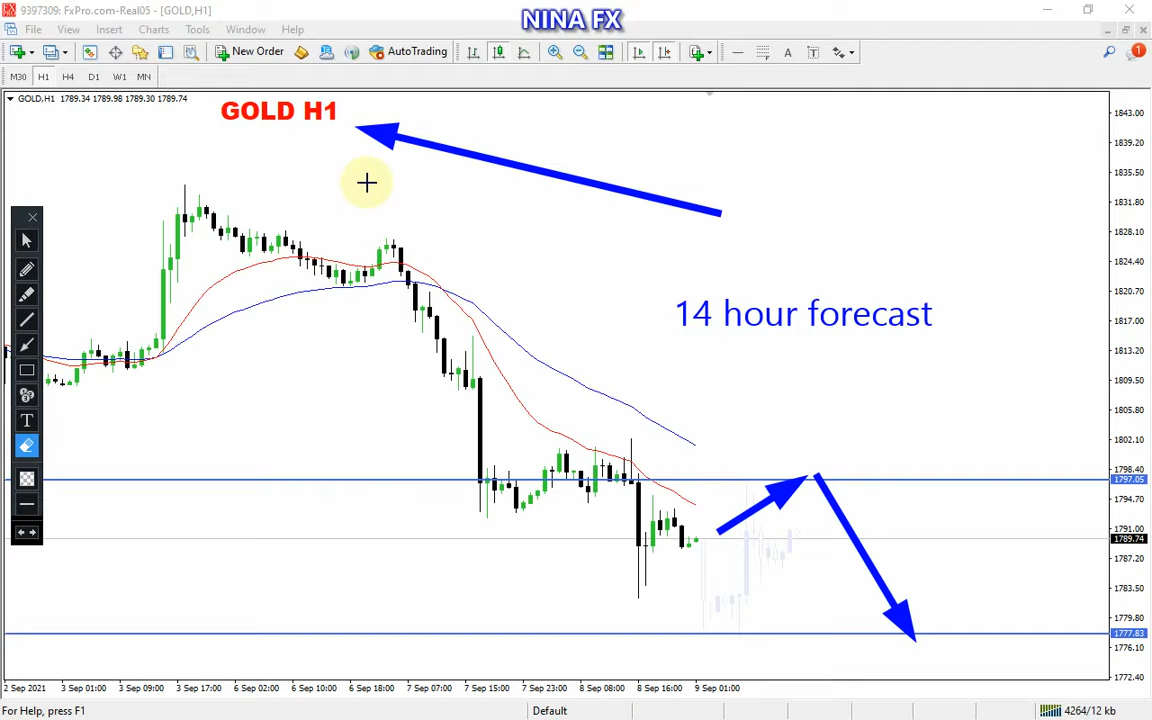 9397309: FxPro.com-Real05 - [GOLD,H1]
NINA FX
File View Insert Charts Tools Window Help
New Order AutoTrading A T 1
M30 H1 H4 D1 W1 MN
GOLD,H1 1789.34 1789.98 1789.30 1789.74
GOLD H1
14 hour forecast
T
1843.00
1839.20
1835.50
1831.80
1828.10
1824.40
1820.70
1817.00
1813.20
1809.50
1805.80
1802.10
1798.40
1797.05
1794.70
1791.00
1789.74
1787.20
1783.50
1779.80
1777.83
1776.10
1772.40
2 Sep 2021 3 Sep 01:00 3 Sep 09:00 3 Sep 17:00 6 Sep 02:00 6 Sep 10:00 6 Sep 18:00 7 Sep 07:00 7 Sep 15:00 7 Sep 23:00 8 Sep 08:00 8 Sep 16:00 9 Sep 01:00
For Help, press F1 Default 4264/12 kb